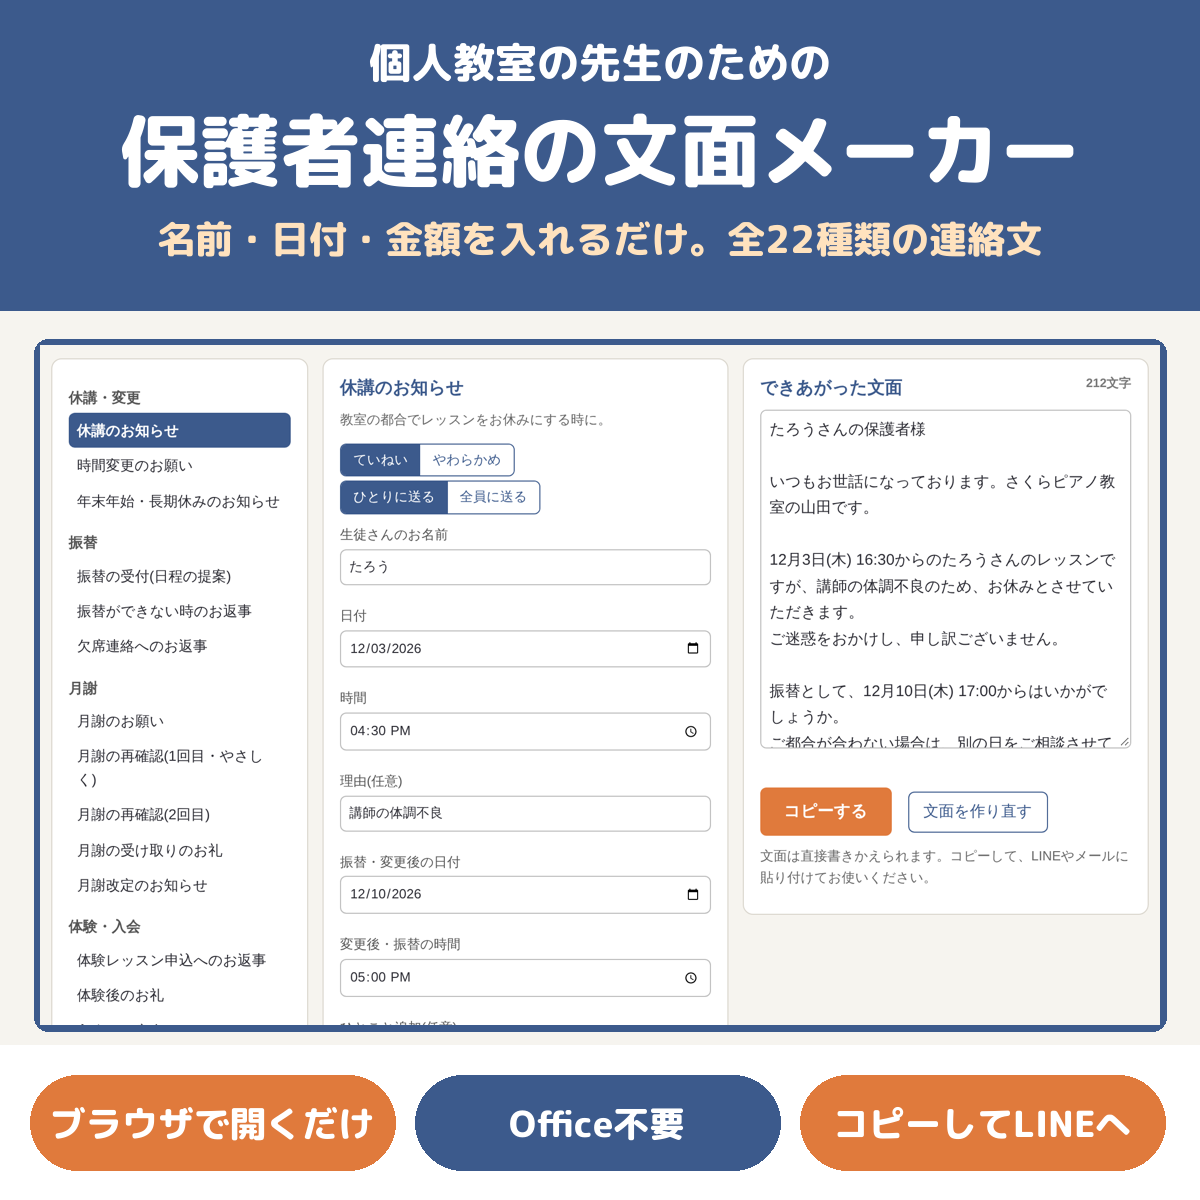 個人教室の先生のための
保護者連絡の文面メーカー
名前・日付・金額を入れるだけ。全22種類の連絡文
休講・変更
休講のお知らせ
時間変更のお願い
年末年始・長期休みのお知らせ
振替
振替の受付(日程の提案)
振替ができない時のお返事
欠席連絡へのお返事
月謝
月謝のお願い
月謝の再確認(1回目・やさし
く)
月謝の再確認(2回目)
月謝の受け取りのお礼
月謝改定のお知らせ
体験・入会
体験レッスン申込へのお返事
体験後のお礼
休講のお知らせ
教室の都合でレッスンをお休みにする時に。
ていねい やわらかめ
ひとりに送る 全員に送る
生徒さんのお名前
たろう
日付
12/03/2026
時間
04:30 PM
理由(任意)
講師の体調不良
振替・変更後の日付
12/10/2026
変更後・振替の時間
05:00 PM
できあがった文面
212文字
たろうさんの保護者様
いつもお世話になっております。さくらピアノ教
室の山田です。
12月3日(木) 16:30からのたろうさんのレッスンで
すが、講師の体調不良のため、お休みとさせてい
ただきます。
ご迷惑をおかけし、申し訳ございません。
振替として、12月10日(木) 17:00からはいかがで
しょうか。
ご都合が合わない場合は、別の日をご相談させて
コピーする 文面を作り直す
文面は直接書きかえられます。コピーして、LINEやメールに
貼り付けてお使いください。
ブラウザで開くだけ
Office不要
コピーしてLINEへ